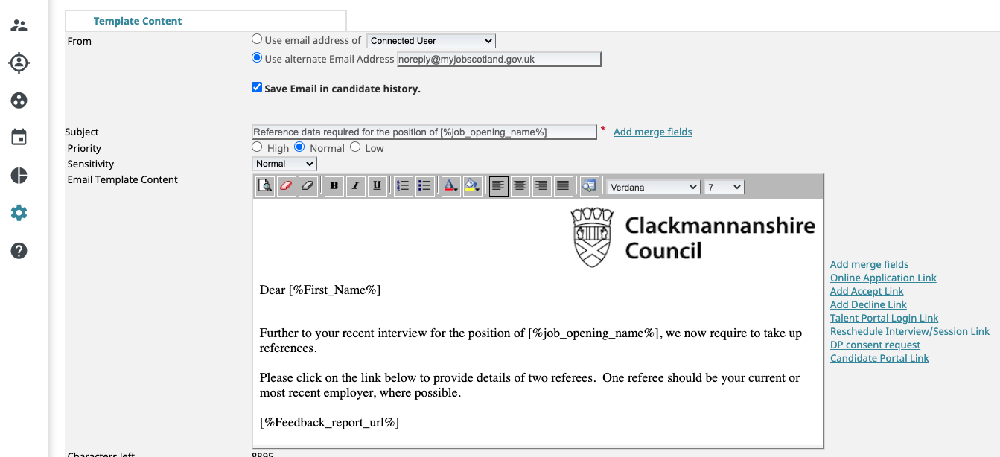 Template Content
From
Use email address of Connected User
Use alternate Email Address noreply@myjobscotland.gov.uk
Save Email in candidate history.
Subject
Reference data required for the position of [%job_opening_name%] * Add merge fields
Priority
High Normal Low
Sensitivity
Normal
Email Template Content
B I U A Verdana 7
Clackmannanshire
Council
Dear [%First_Name%]
Further to your recent interview for the position of [%job_opening_name%], we now require to take up
references.
Please click on the link below to provide details of two referees.  One referee should be your current or
most recent employer, where possible.
[%Feedback_report_url%]
Add merge fields
Online Application Link
Add Accept Link
Add Decline Link
Talent Portal Login Link
Reschedule Interview/Session Link
DP consent request
Candidate Portal Link
Characters left
8895